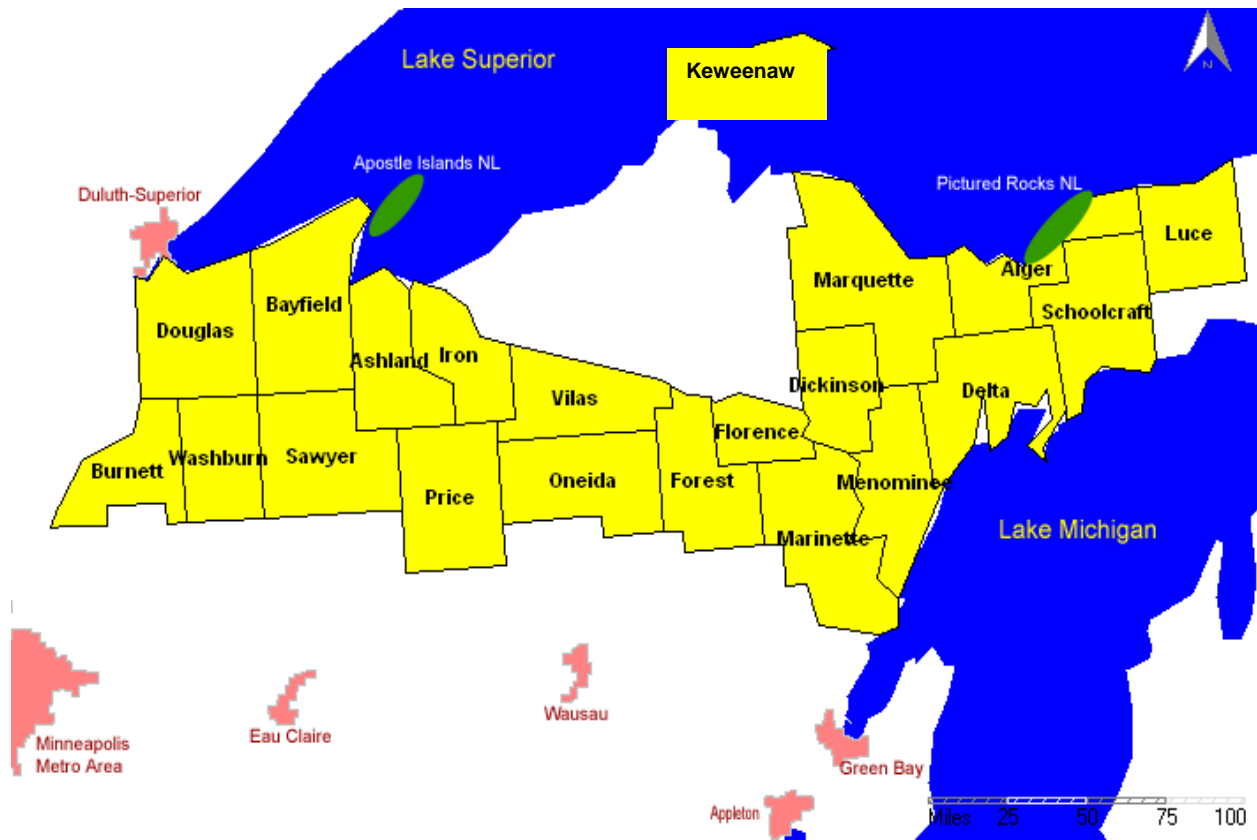 Lake Superior
Keweenaw
N
Apostle Islands NL
Duluth-Superior
Pictured Rocks NL
Luce
Alger
Marquette
Bayfield
Schoolcraft
Douglas
Ashland
Iron
Dickinson
Delta
Vilas
Florence
Burnett
Washburn
Sawyer
Oneida
Forest
Menominee
Price
Marinette
Lake Michigan
Wausau
Eau Claire
Minneapolis
Metro Area
Green Bay
Appleton
Miles 25 50 75 100